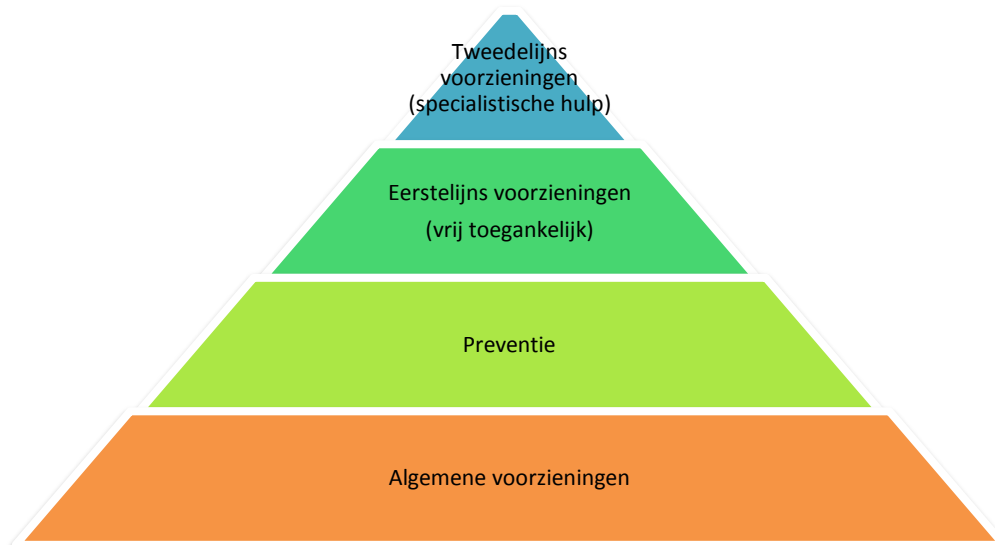 Tweedelijns
voorzieningen
(specialistische hulp)
Eerstelijns voorzieningen
(vrij toegankelijk)
Preventie
Algemene voorzieningen